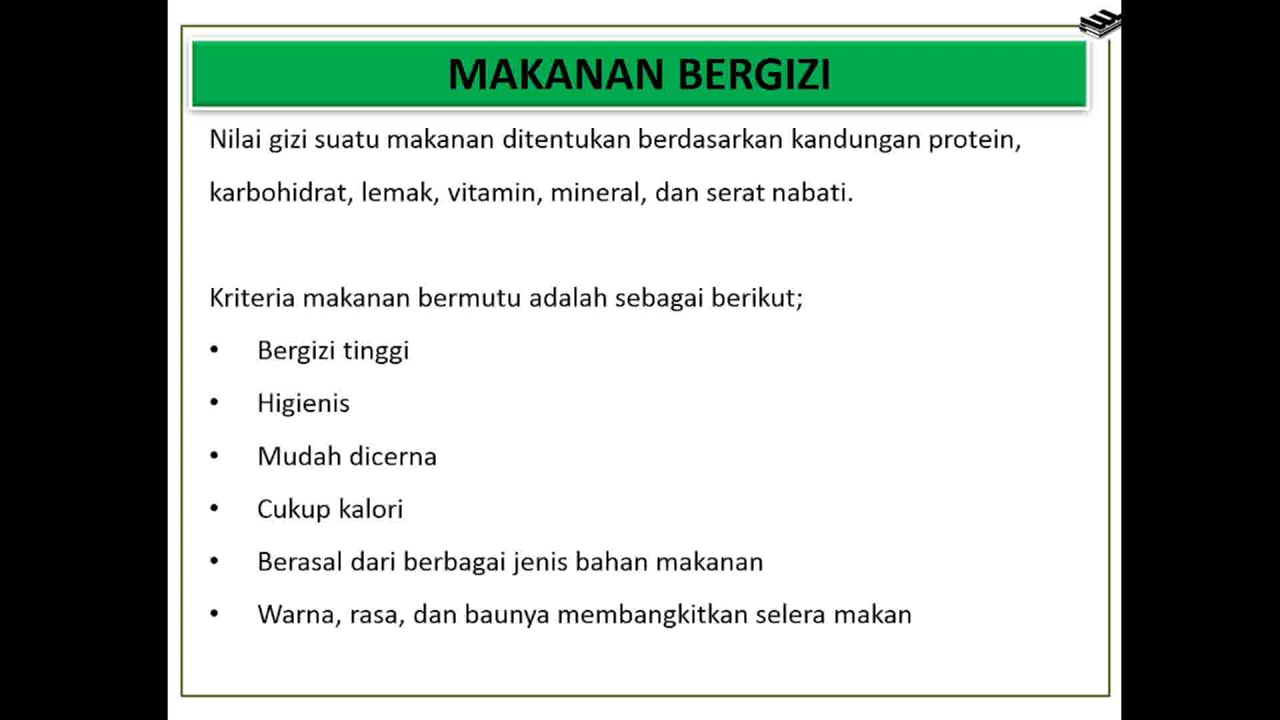 MAKANAN BERGIZI
Nilai gizi suatu makanan ditentukan berdasarkan kandungan protein,
karbohidrat, lemak, vitamin, mineral, dan serat nabati.
Kriteria makanan bermutu adalah sebagai berikut;
• Bergizi tinggi
• Higienis
• Mudah dicerna
• Cukup kalori
• Berasal dari berbagai jenis bahan makanan
• Warna, rasa, dan baunya membangkitkan selera makan